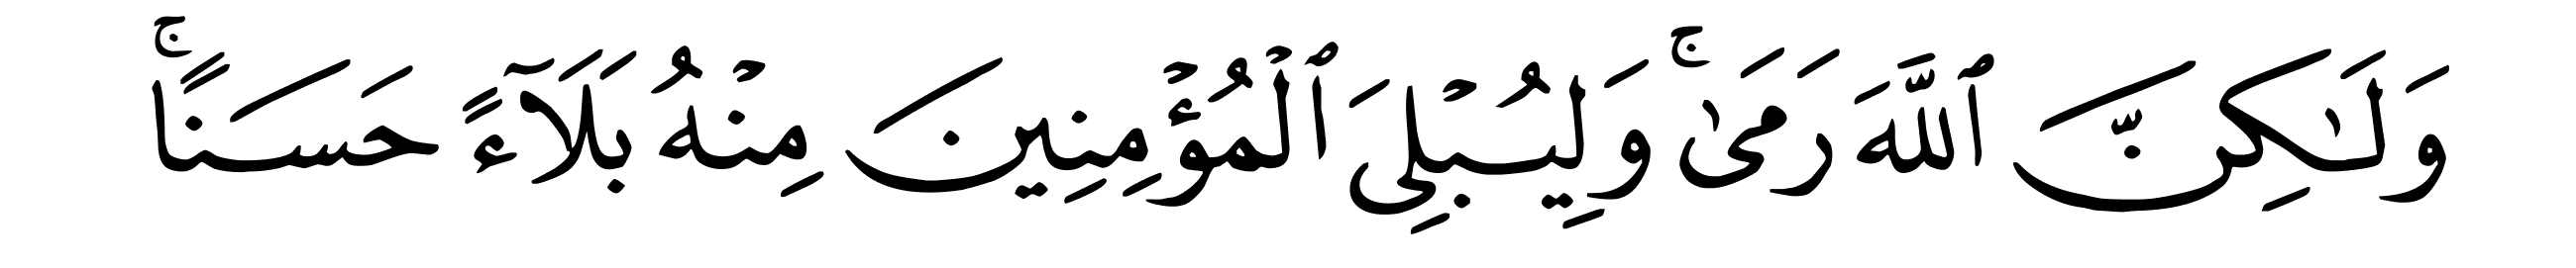 وَلَـٰكِنَّ ٱللَّهَ رَمَىٰ ۚ وَلِيُبْلِىَ ٱلْمُؤْمِنِينَ مِنْهُ بَلَآءً حَسَنًا ۚ